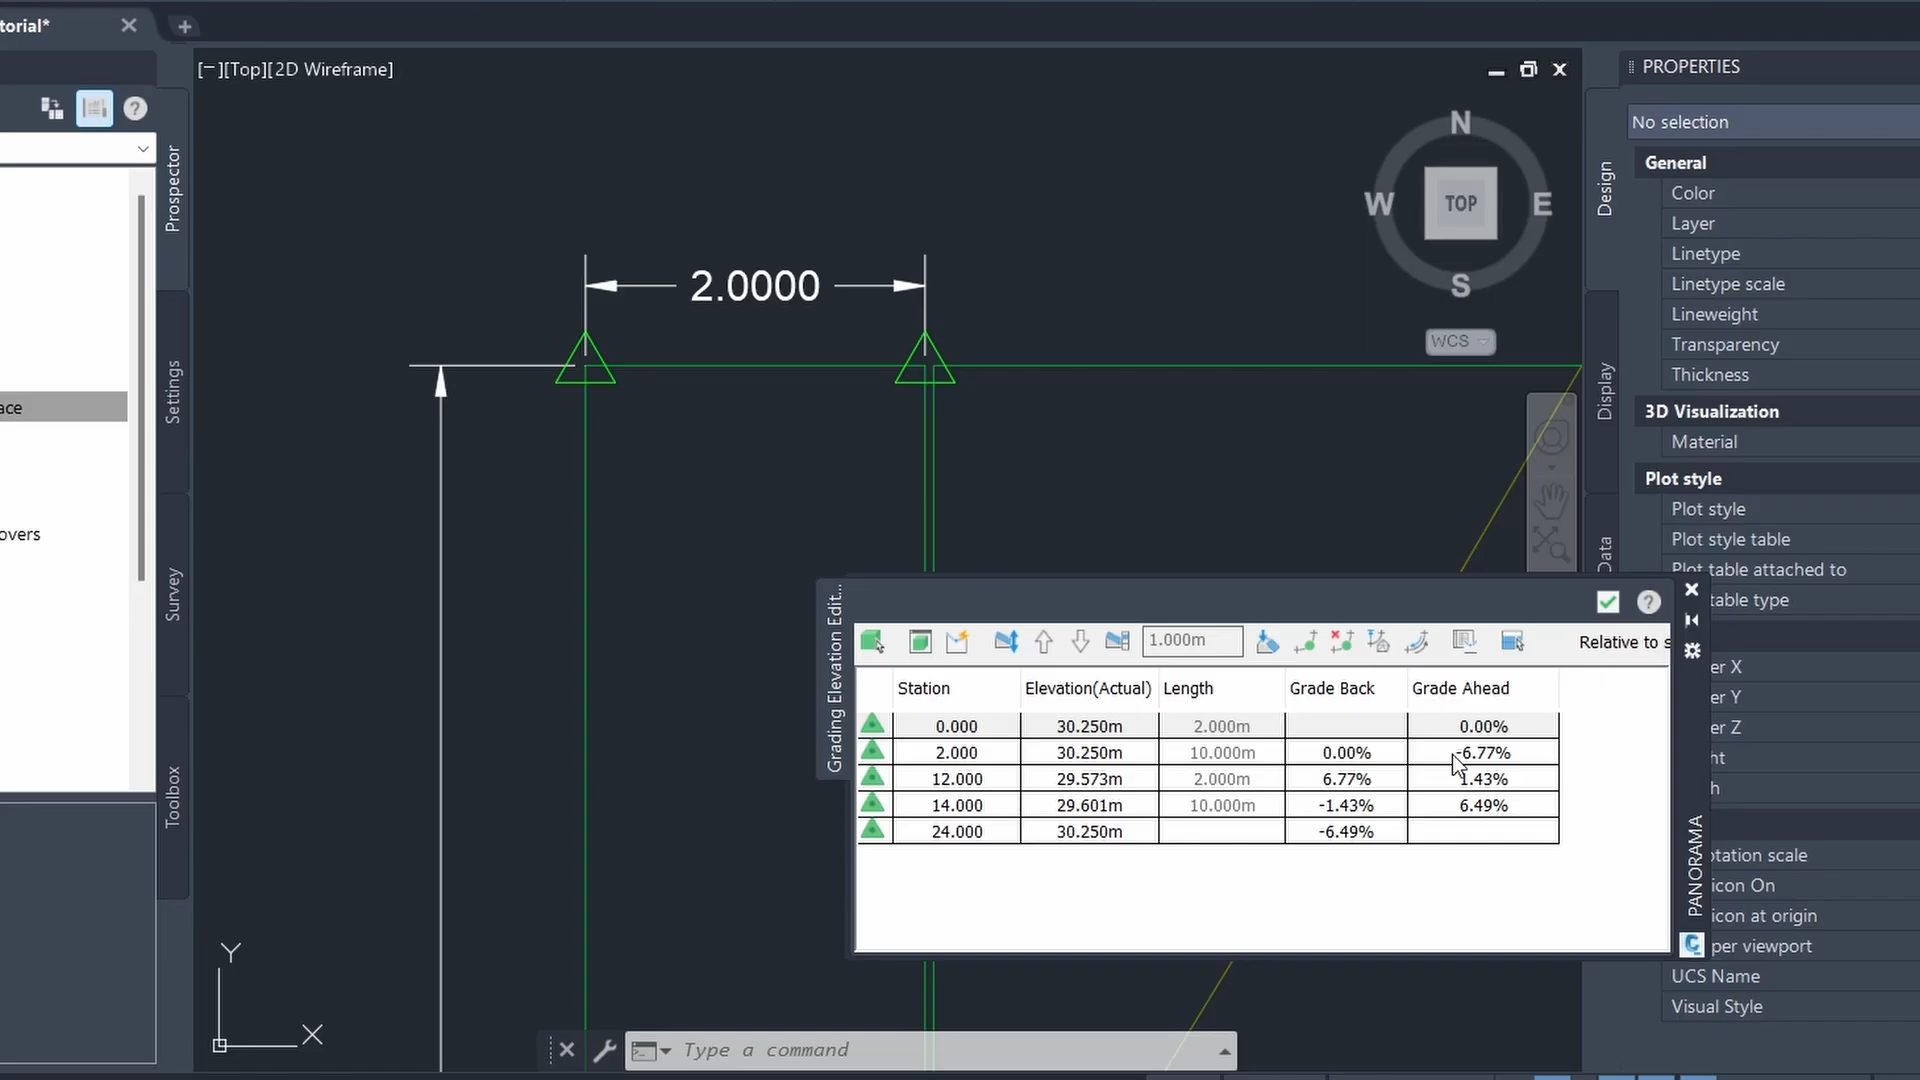 torial*
[−][Top][2D Wireframe]
PROPERTIES
No selection
General
Color
Layer
Linetype
Linetype scale
Lineweight
Transparency
Thickness
3D Visualization
Material
Plot style
Plot style
Plot style table
Plot table attached to
table type
er X
er Y
er Z
ht
h
otation scale
icon On
icon at origin
per viewport
UCS Name
Visual Style
Prospector
Settings
Survey
Toolbox
ace
overs
N
W
TOP
E
S
WCS
Design
Display
Data
2.0000
Grading Elevation Edit...
1.000m
Relative to s
Station Elevation(Actual) Length Grade Back Grade Ahead
0.000 30.250m 2.000m 0.00%
2.000 30.250m 10.000m 0.00% -6.77%
12.000 29.573m 2.000m 6.77% 1.43%
14.000 29.601m 10.000m -1.43% 6.49%
24.000 30.250m -6.49%
PANORAMA
Y
X
Type a command